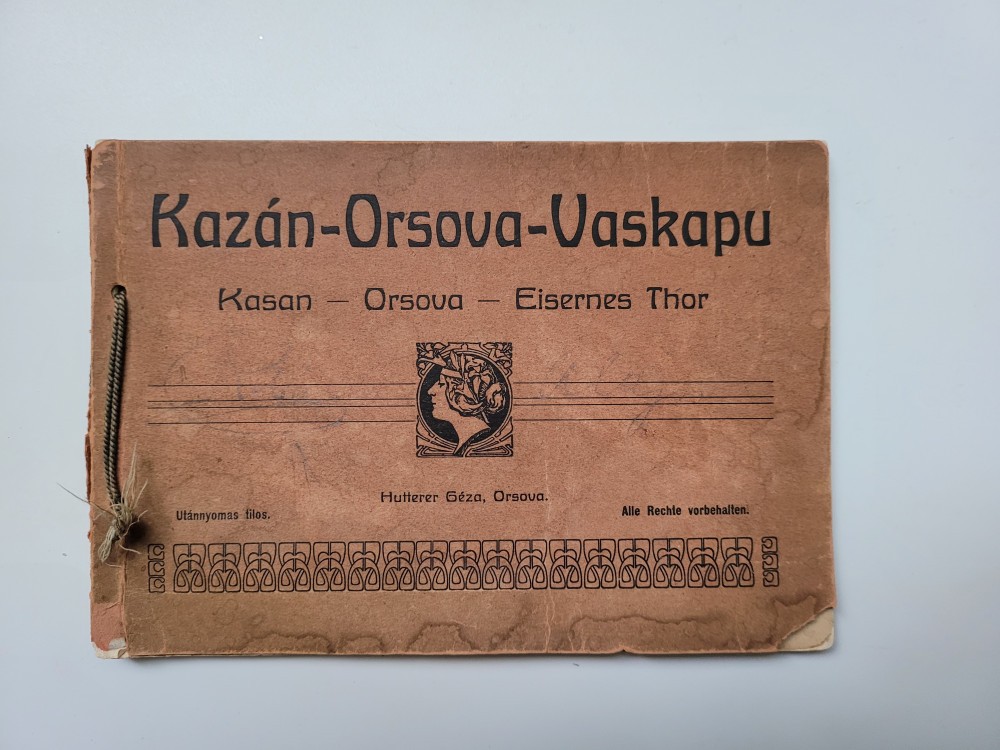 Kazán-Orsova-Vaskapu
Kasan — Orsova — Eisernes Thor
Hutterer Géza, Orsova.
Utánnyomas tilos.
Alle Rechte vorbehalten.